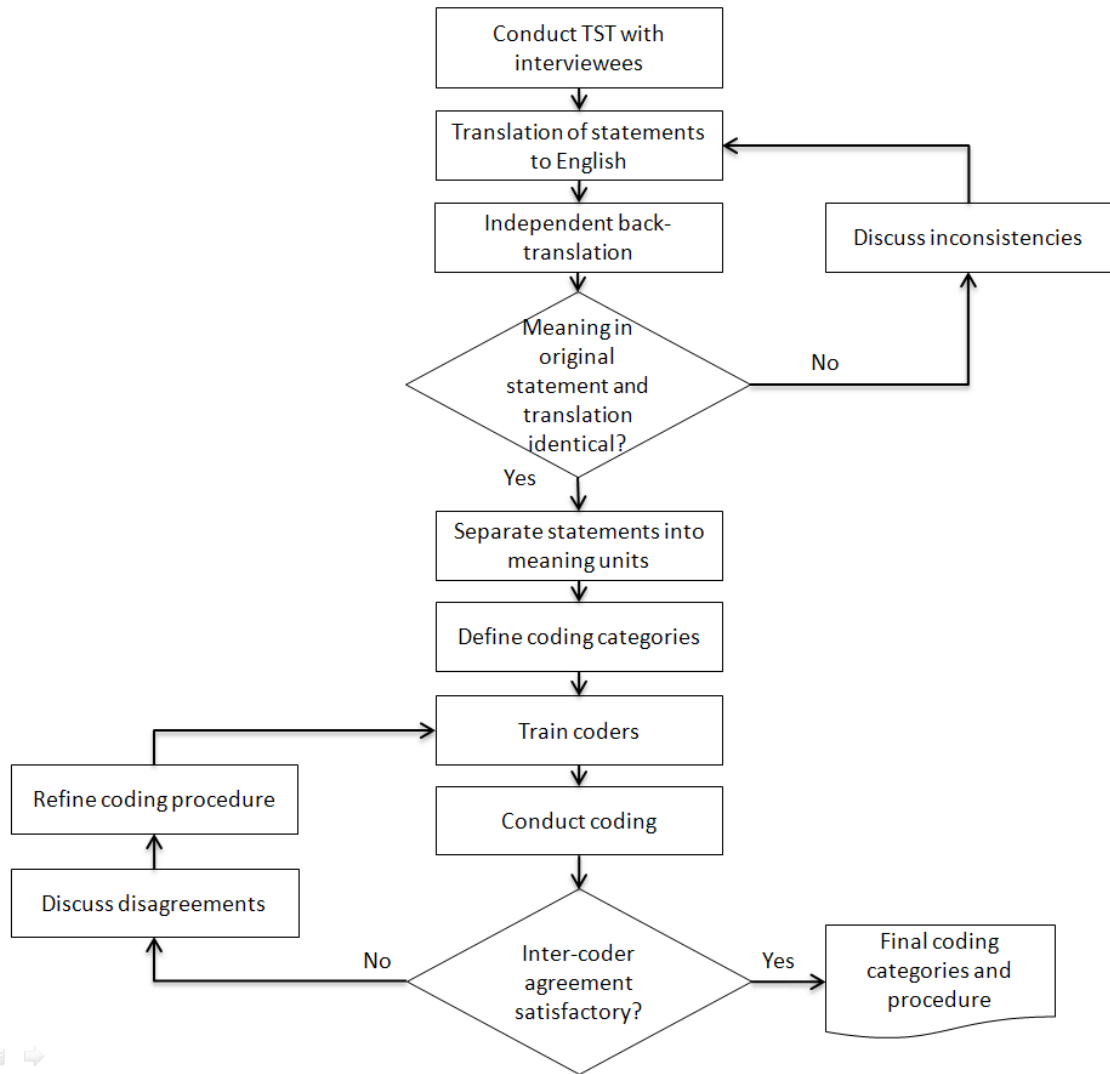 Conduct TST with
interviewees
Translation of statements
to English
Independent back-
translation
Discuss inconsistencies
Meaning in
original
statement and
translation
identical?
No
Yes
Separate statements into
meaning units
Define coding categories
Train coders
Refine coding procedure
Conduct coding
Discuss disagreements
Inter-coder
agreement
satisfactory?
No
Yes
Final coding
categories and
procedure